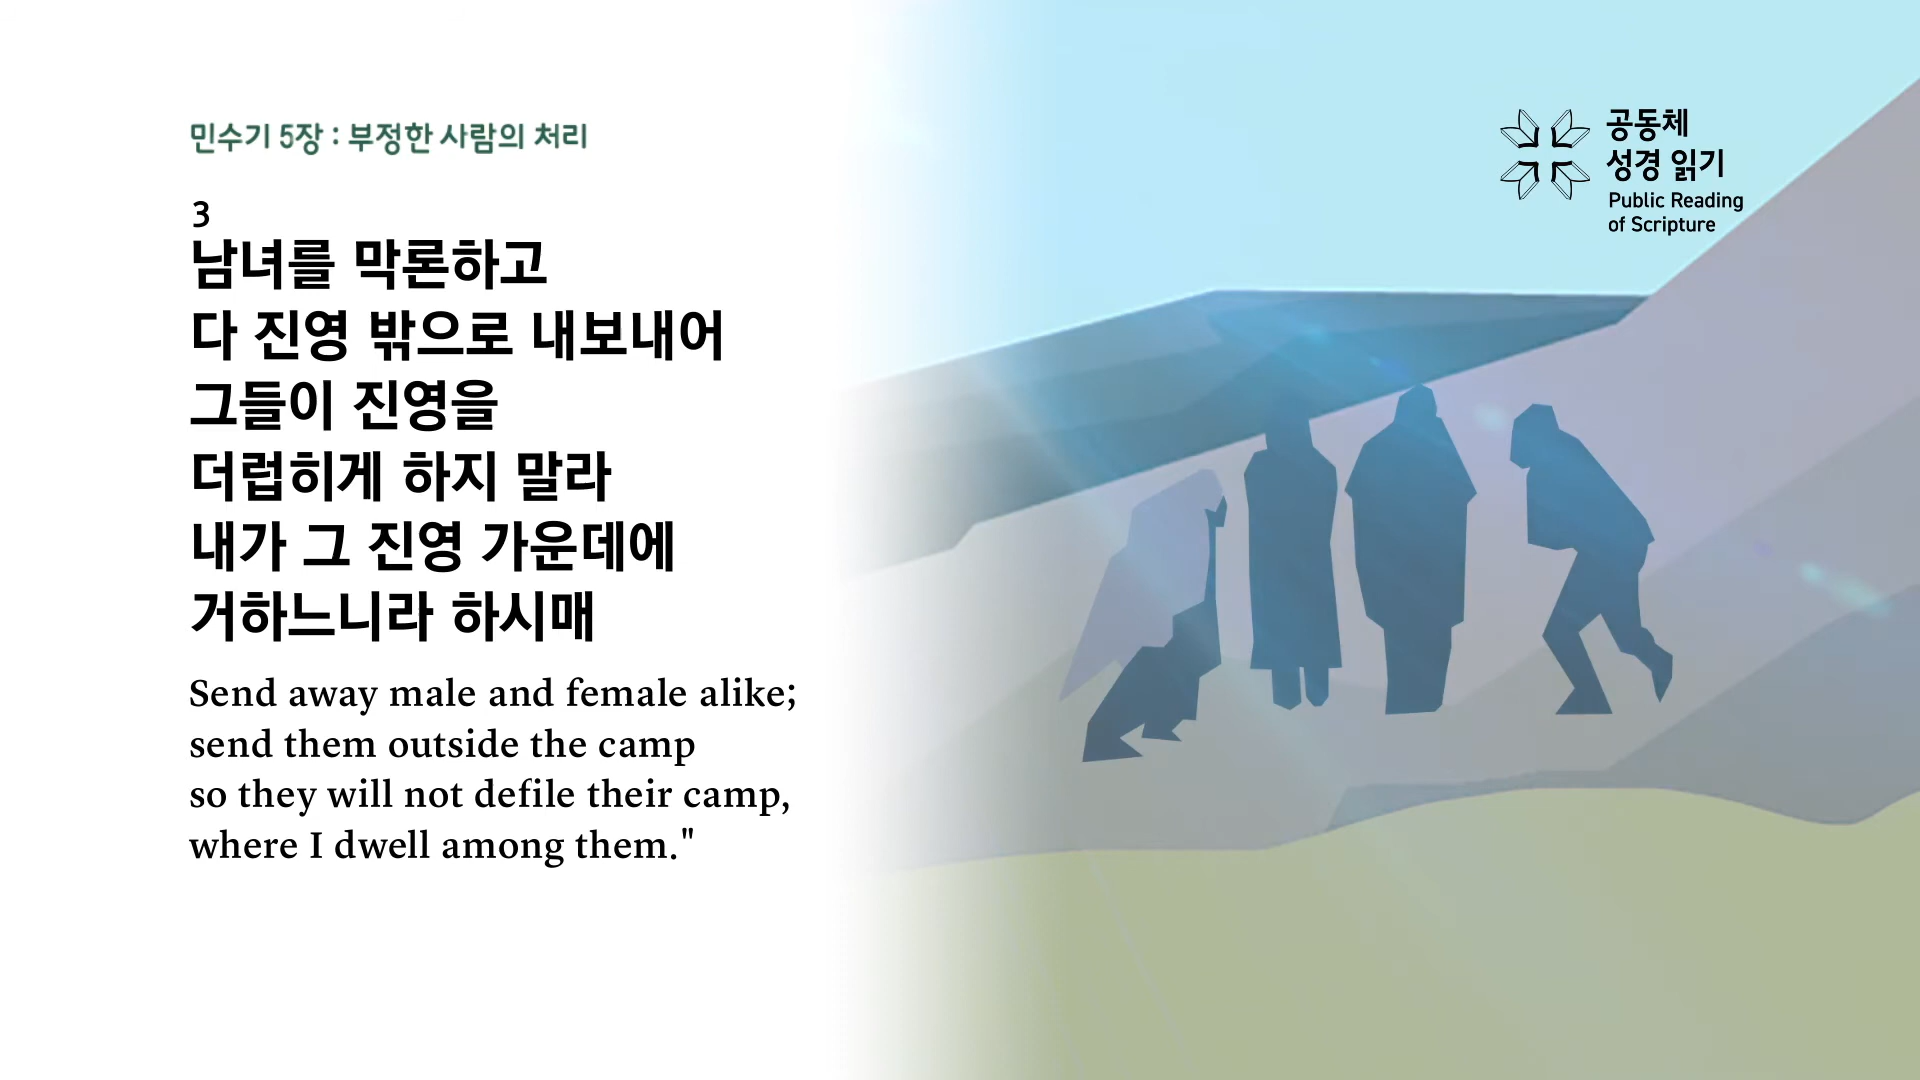 민수기 5장 : 부정한 사람의 처리
3
남녀를 막론하고
다 진영 밖으로 내보내어
그들이 진영을
더럽히게 하지 말라
내가 그 진영 가운데에
거하느니라 하시매
Send away male and female alike;
send them outside the camp
so they will not defile their camp,
where I dwell among them."
공동체
성경 읽기
Public Reading
of Scripture